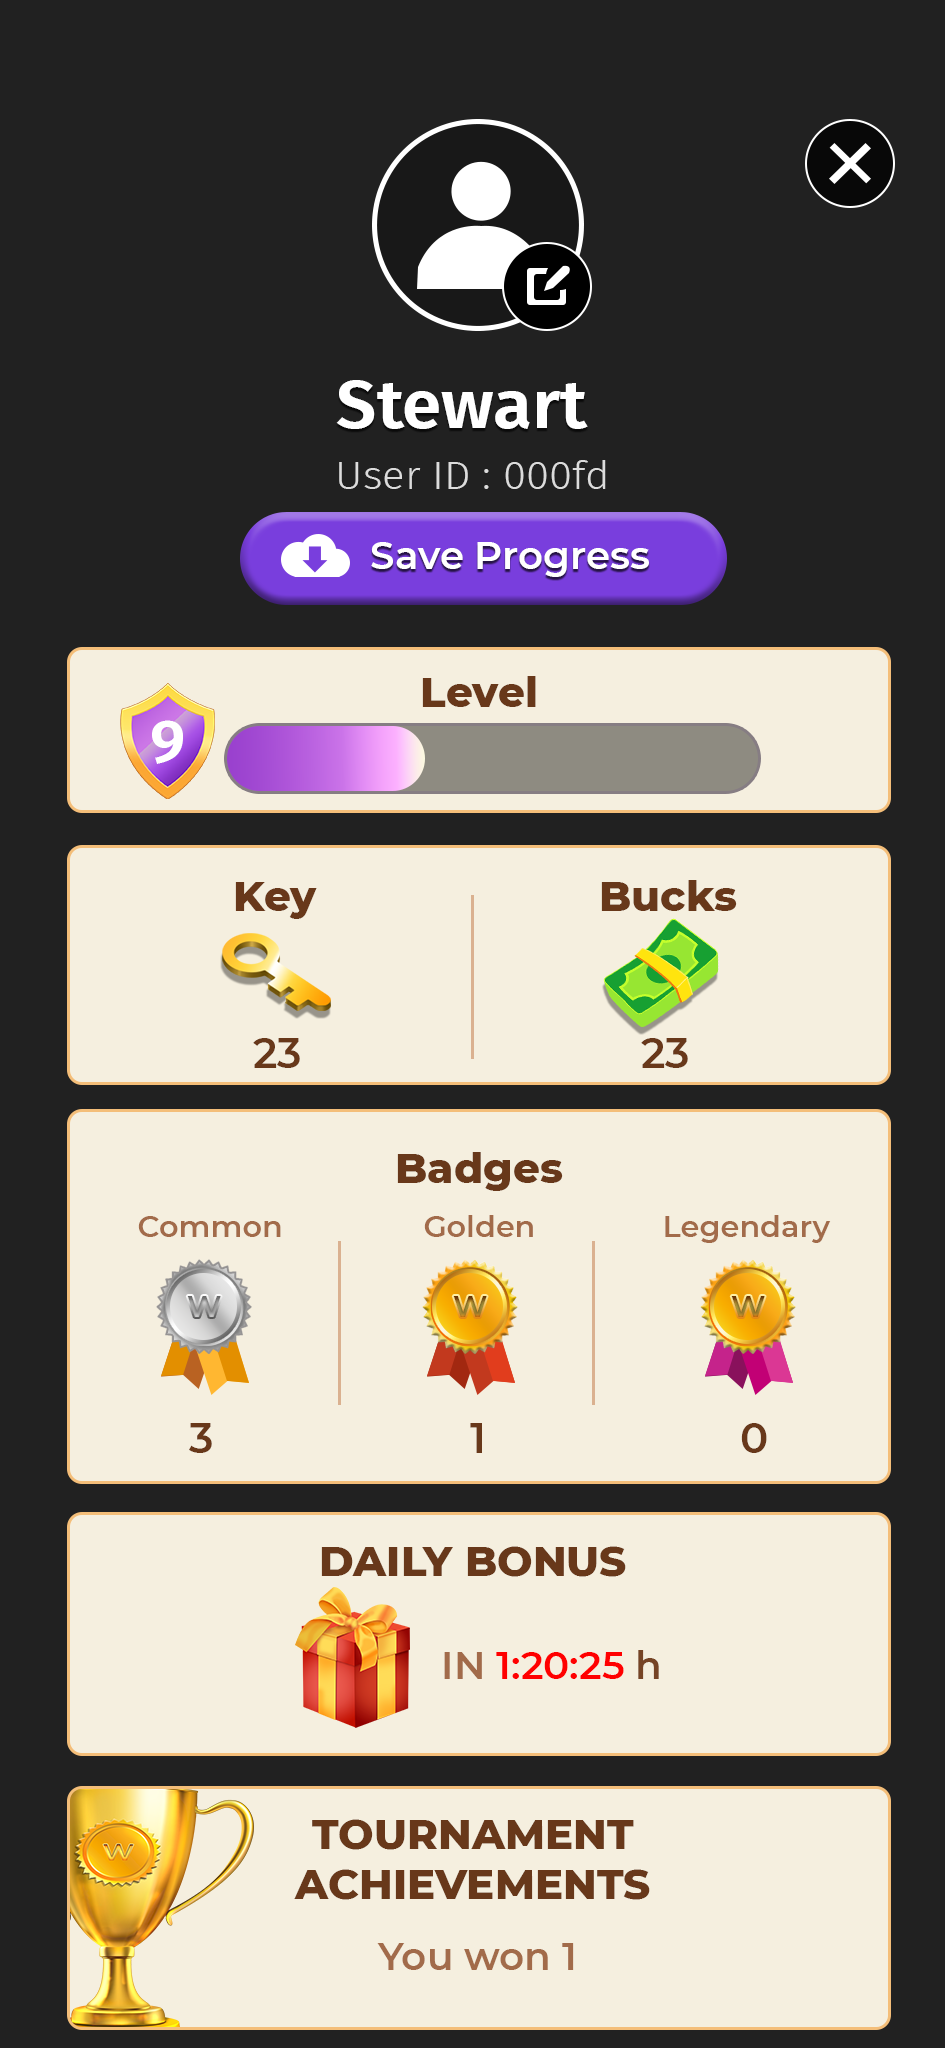 Stewart
User ID : 000fd
Save Progress
Level
9
Key
Bucks
23
23
Badges
Common
Golden
Legendary
W
W
W
3
1
0
DAILY BONUS
IN 1:20:25 h
W
TOURNAMENT
ACHIEVEMENTS
You won 1